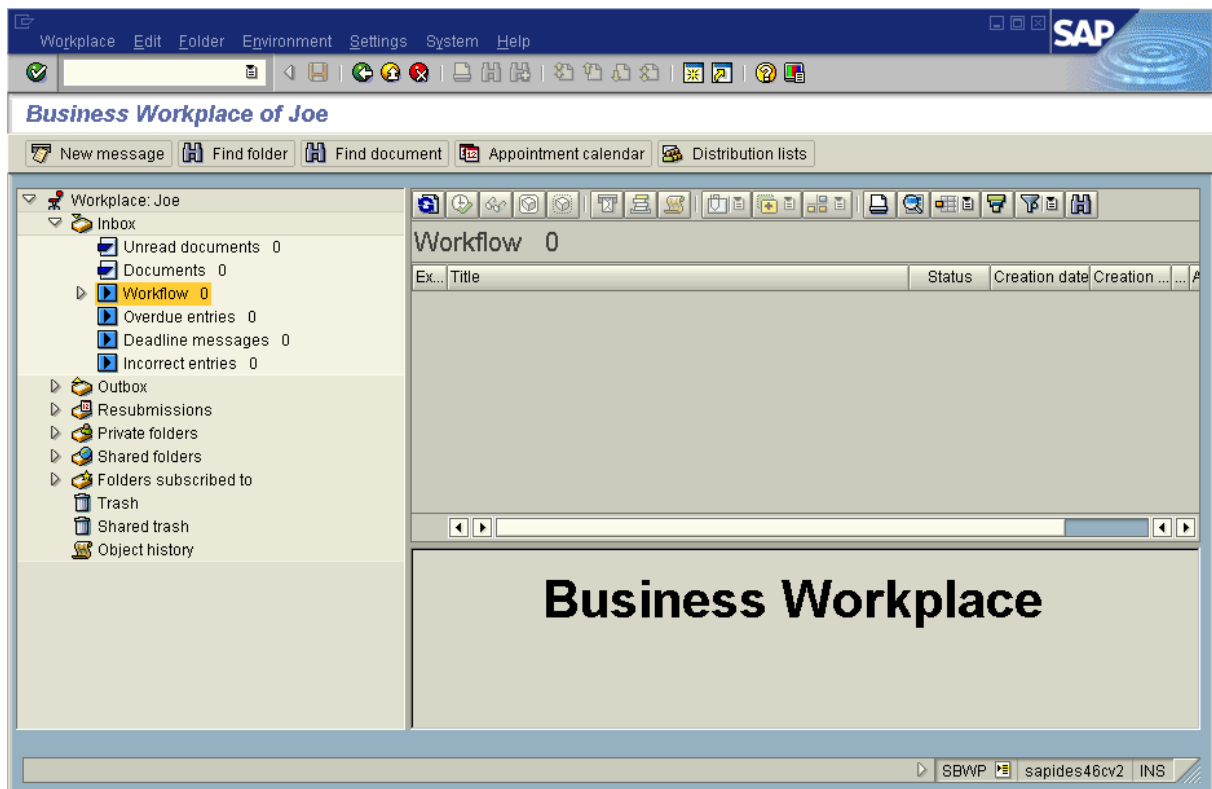 Workplace Edit Folder Environment Settings System Help
SAP
Business Workplace of Joe
New message Find folder Find document Appointment calendar Distribution lists
Workplace: Joe
Inbox
Unread documents 0
Documents 0
Workflow 0
Overdue entries 0
Deadline messages 0
Incorrect entries 0
Outbox
Resubmissions
Private folders
Shared folders
Folders subscribed to
Trash
Shared trash
Object history
Workflow 0
Ex... Title Status Creation date Creation ... ... A
Business Workplace
SBWP sapides46cv2 INS